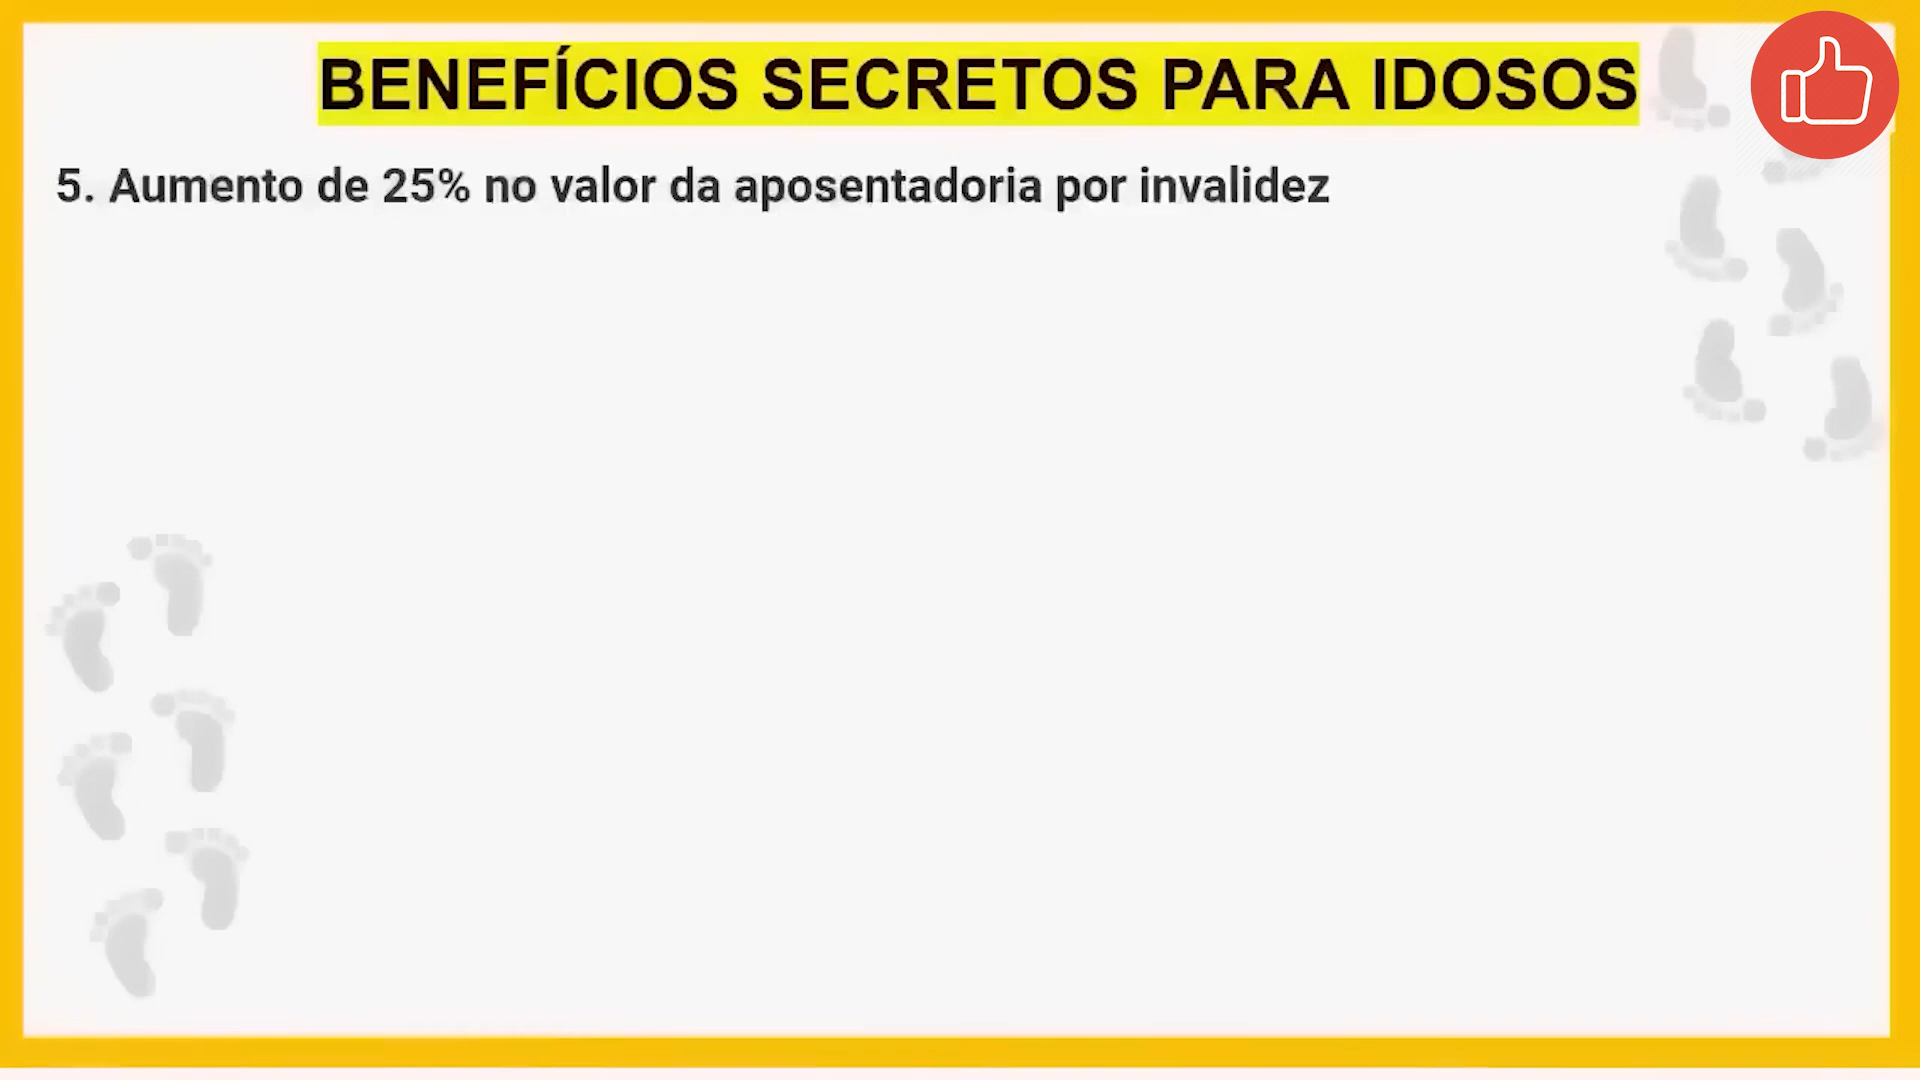 BENEFÍCIOS SECRETOS PARA IDOSOS
5. Aumento de 25% no valor da aposentadoria por invalidez